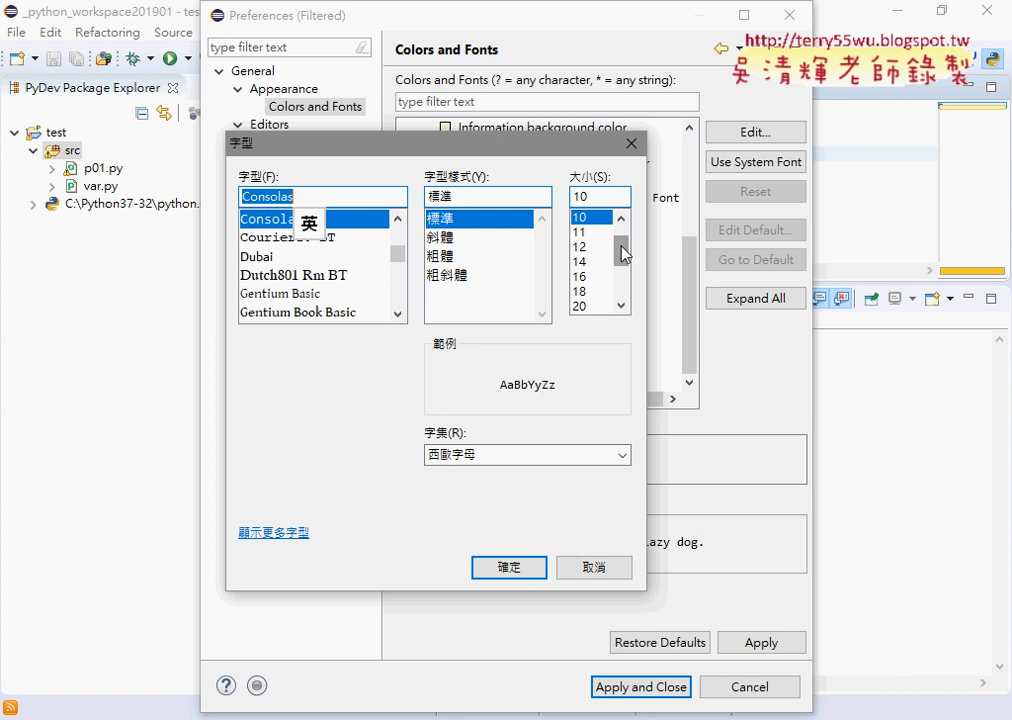 _python_workspace201901 - tes
Preferences (Filtered)
File Edit Refactoring Source
type filter text
Colors and Fonts
http://terry55wu.blogspot.tw
吳清輝老師錄製
General
Appearance
Colors and Fonts
Editors
Colors and Fonts (? = any character, * = any string):
type filter text
PyDev Package Explorer
test
src
p01.py
var.py
C:\Python37-32\python.
Information background color
Font
Edit...
Use System Font
Reset
Edit Default...
Go to Default
Expand All
字型
字型(F):
字型樣式(Y):
大小(S):
Consolas
標準
10
Consola
英
Dubai
Dutch801 Rm BT
Gentium Basic
Gentium Book Basic
標準
斜體
粗體
粗斜體
10
11
12
14
16
18
20
範例
AaBbYyZz
字集(R):
西歐字母
顯示更多字型
確定
取消
lazy dog.
Restore Defaults
Apply
Apply and Close
Cancel